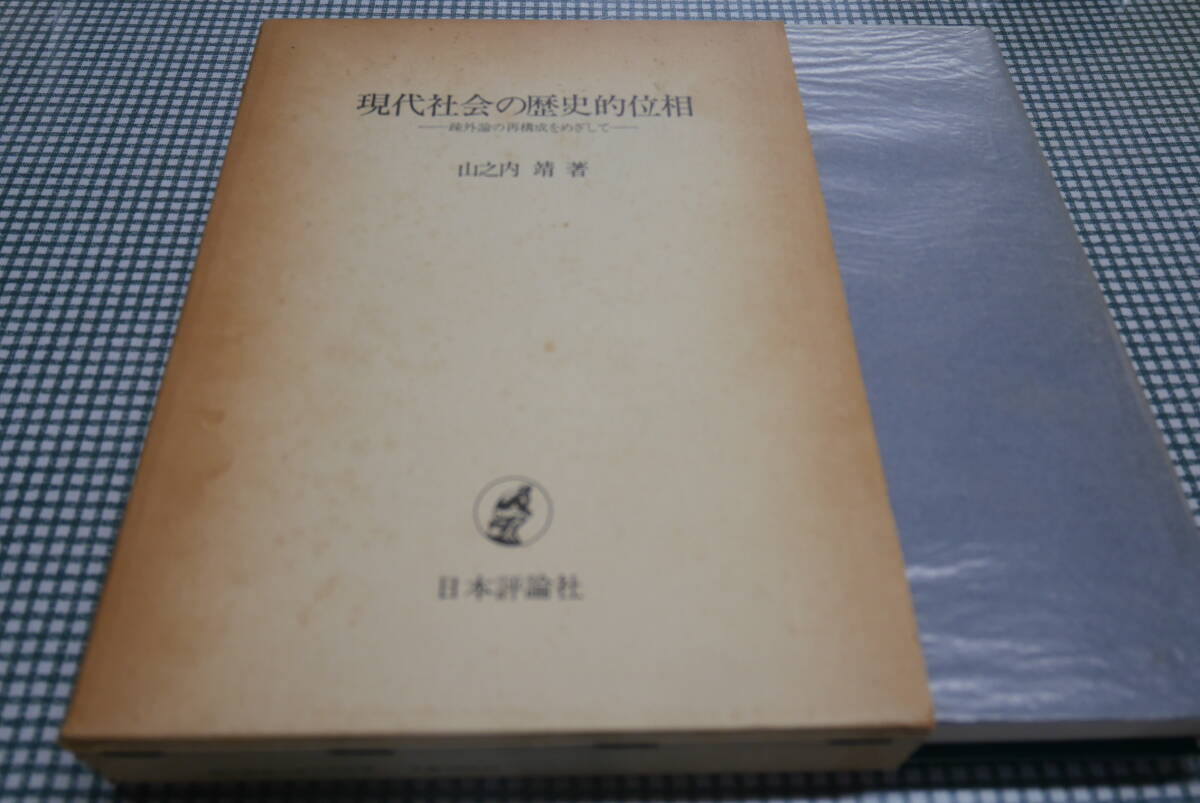 現代社会の歴史的位相
——疎外論の再構成をめざして——
山之内 靖 著
日本評論社